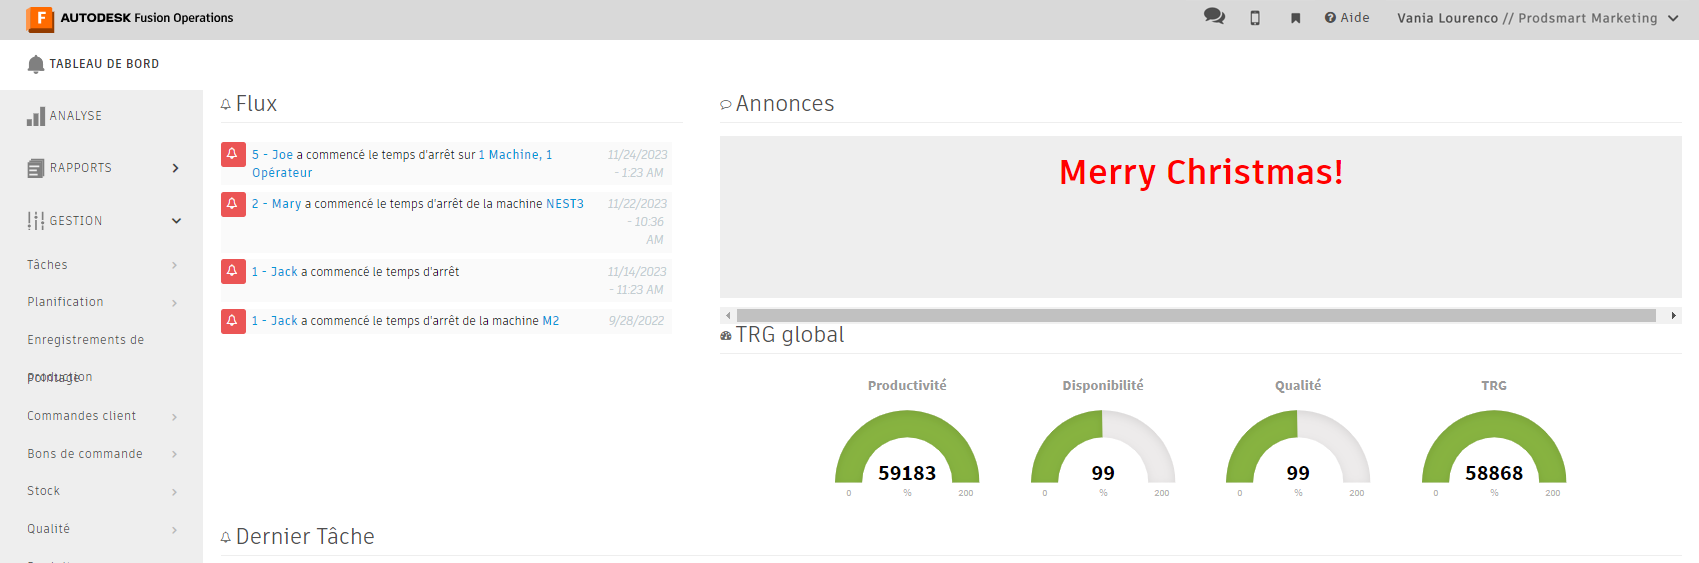 AUTODESK Fusion Operations
Aide
Vania Lourenco // Prodsmart Marketing
TABLEAU DE BORD
ANALYSE
RAPPORTS
GESTION
Tâches
Planification
Enregistrements de
production
Pointage
Commandes client
Bons de commande
Stock
Qualité
Flux
5 - Joe a commencé le temps d'arrêt sur 1 Machine, 1
Opérateur
11/24/2023
- 1:23 AM
2 - Mary a commencé le temps d'arrêt de la machine NEST3
11/22/2023
- 10:36
AM
1 - Jack a commencé le temps d'arrêt
11/14/2023
- 11:23 AM
1 - Jack a commencé le temps d'arrêt de la machine M2
9/28/2022
Annonces
Merry Christmas!
TRG global
Productivité
59183
0 % 200
Disponibilité
99
0 % 200
Qualité
99
0 % 200
TRG
58868
0 % 200
Dernier Tâche